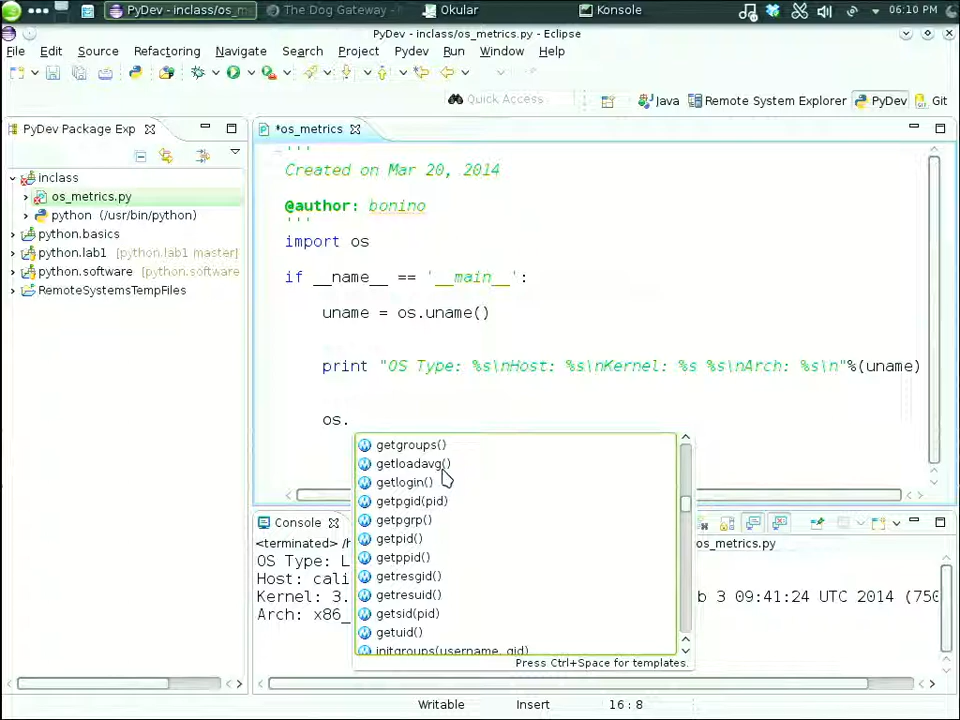 PyDev - inclass/os_m
The Dog Gateway -
Okular
Konsole
06:10 PM
PyDev - inclass/os_metrics.py - Eclipse
File Edit Source Refactoring Navigate Search Project Pydev Run Window Help
Quick Access
Java
Remote System Explorer
PyDev
Git
PyDev Package Exp
*os_metrics
inclass
os_metrics.py
python (/usr/bin/python)
python.basics
python.lab1 [python.lab1 master]
python.software [python.software
RemoteSystemsTempFiles
'''
Created on Mar 20, 2014
@author: bonino
'''
import os
if __name__ == '__main__':
uname = os.uname()
print "OS Type: %s\nHost: %s\nKernel: %s %s\nArch: %s\n"%(uname)
os.
getgroups()
getloadavg()
getlogin()
getpgid(pid)
getpgrp()
getpid()
getppid()
getresgid()
getresuid()
getsid(pid)
getuid()
initgroups(username, gid)
Press Ctrl+Space for templates.
Console
<terminated> /h
os_metrics.py
OS Type: L
Host: cali
Kernel: 3.
b 3 09:41:24 UTC 2014 (750
Arch: x86_
Writable
Insert
16 : 8